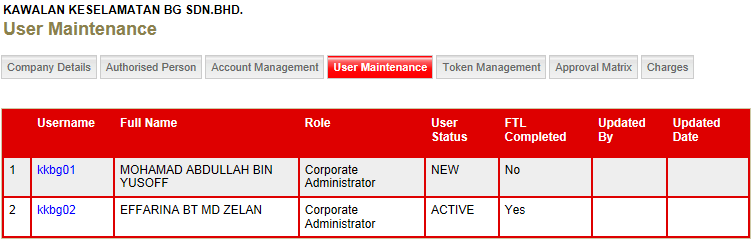 KAWALAN KESELAMATAN BG SDN.BHD.
User Maintenance
Company Details Authorised Person Account Management User Maintenance Token Management Approval Matrix Charges
Username Full Name Role User Status FTL Completed Updated By Updated Date
1 kkbg01 MOHAMAD ABDULLAH BIN YUSOFF Corporate Administrator NEW No
2 kkbg02 EFFARINA BT MD ZELAN Corporate Administrator ACTIVE Yes